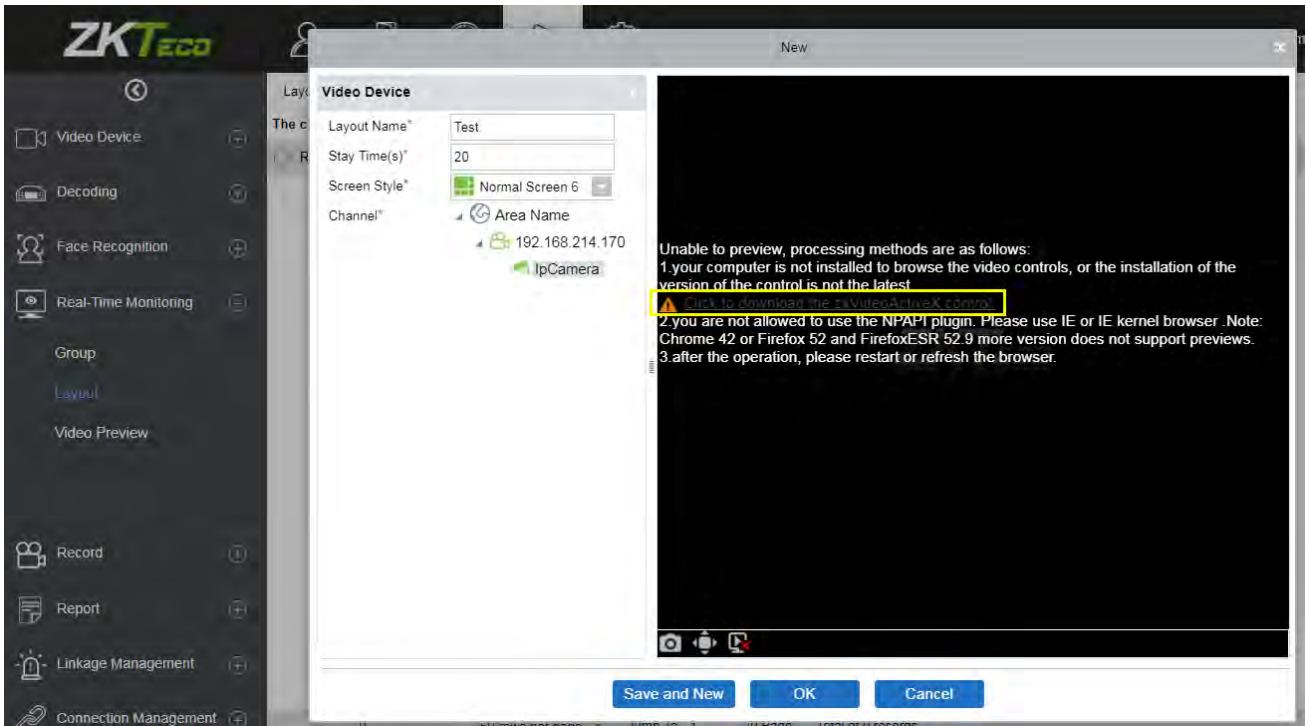 ZKTECO
New
Layo
The c
R
Video Device
Video Device
Decoding
Face Recognition
Real-Time Monitoring
Group
Layout
Video Preview
Record
Report
Linkage Management
Connection Management
Layout Name*
Test
Stay Time(s)*
20
Screen Style*
Normal Screen 6
Channel*
Area Name
192.168.214.170
IpCamera
Unable to preview, processing methods are as follows:
1.your computer is not installed to browse the video controls, or the installation of the
version of the control is not the latest
Click to download the zkVideoActiveX control
2.you are not allowed to use the NPAPI plugin. Please use IE or IE kernel browser .Note:
Chrome 42 or Firefox 52 and FirefoxESR 52.9 more version does not support previews.
3.after the operation, please restart or refresh the browser.
Save and New
OK
Cancel